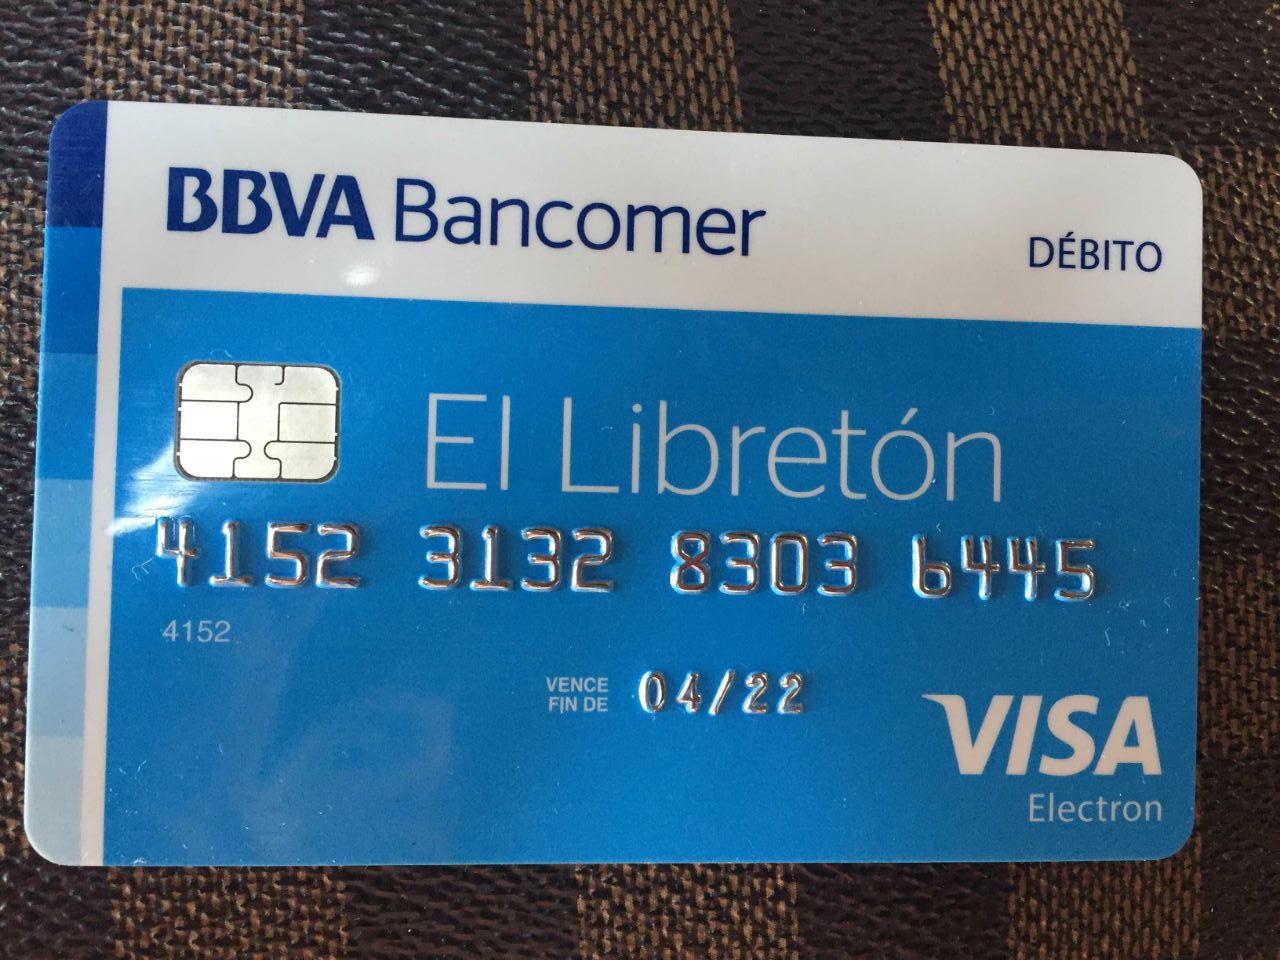 BBVA Bancomer
DÉBITO
El Libretón
4152 3132 8303 6445
4152
VENCE
FIN DE 04/22
VISA
Electron